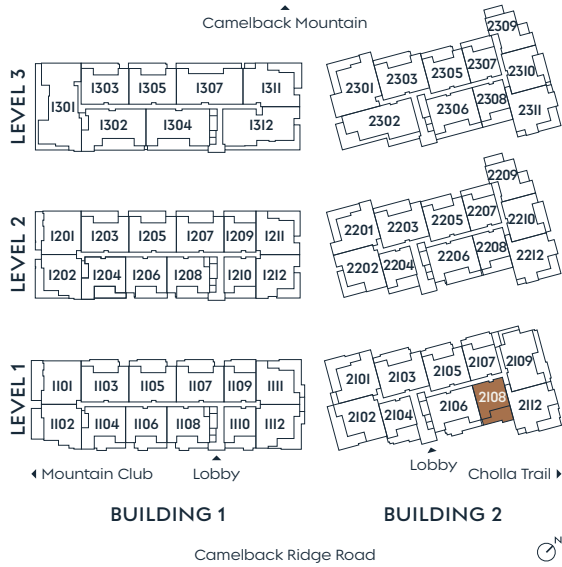 Camelback Mountain
LEVEL 3
1301 1303 1305 1307 1311
1302 1304 1312
2301 2303 2305 2307 2309 2310
2302 2306 2308 2311
LEVEL 2
1201 1203 1205 1207 1209 1211
1202 1204 1206 1208 1210 1212
2201 2203 2205 2207 2209 2210
2202 2204 2206 2208 2212
LEVEL 1
1101 1103 1105 1107 1109 1111
1102 1104 1106 1108 1110 1112
2101 2103 2105 2107 2109
2102 2104 2106 2108 2112
Mountain Club
Lobby
Lobby
Cholla Trail
BUILDING 1
BUILDING 2
Camelback Ridge Road
N